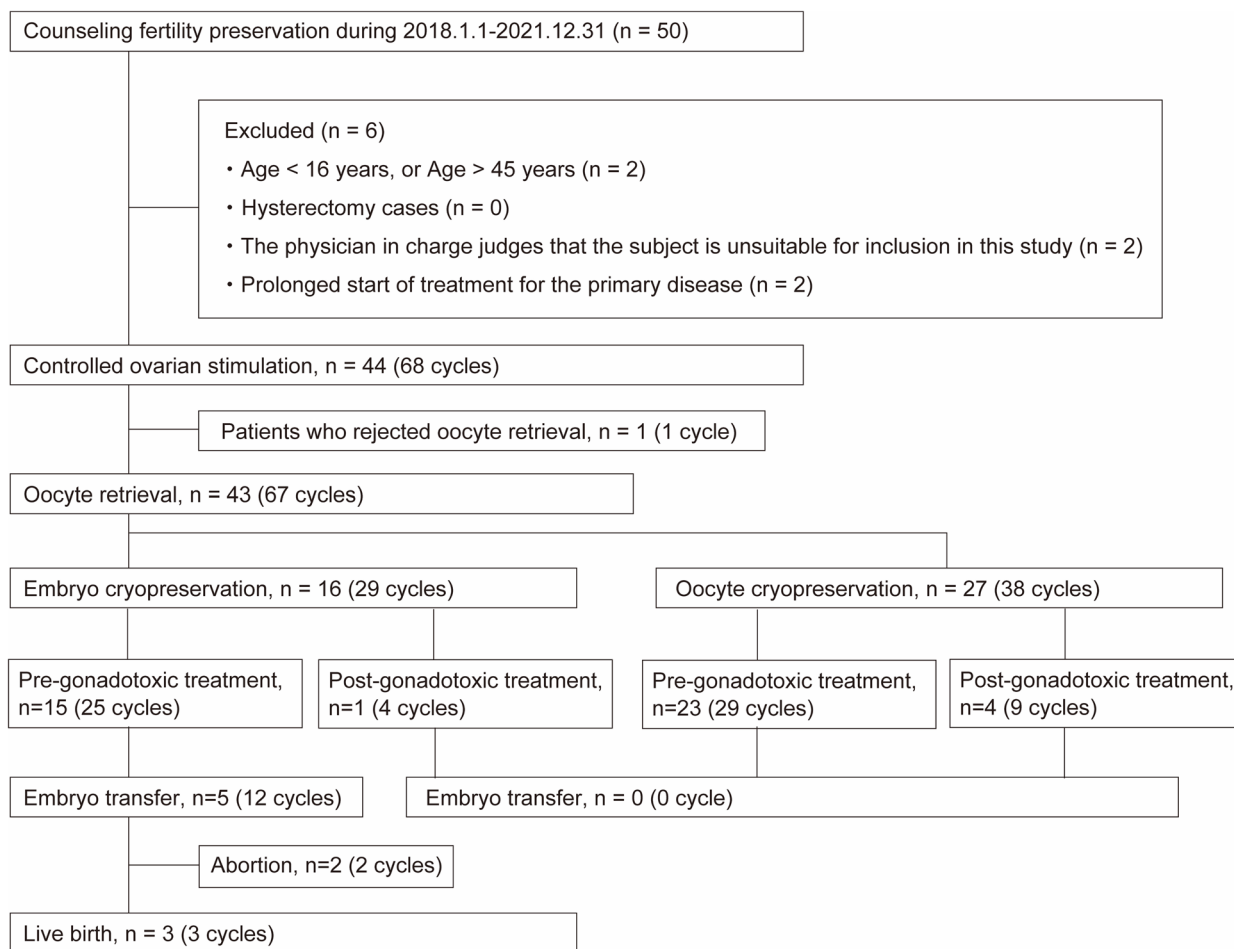 Counseling fertility preservation during 2018.1.1-2021.12.31 (n = 50)
Excluded (n = 6)
・Age < 16 years, or Age > 45 years (n = 2)
・Hysterectomy cases (n = 0)
・The physician in charge judges that the subject is unsuitable for inclusion in this study (n = 2)
・Prolonged start of treatment for the primary disease (n = 2)
Controlled ovarian stimulation, n = 44 (68 cycles)
Patients who rejected oocyte retrieval, n = 1 (1 cycle)
Oocyte retrieval, n = 43 (67 cycles)
Embryo cryopreservation, n = 16 (29 cycles)
Oocyte cryopreservation, n = 27 (38 cycles)
Pre-gonadotoxic treatment,
n=15 (25 cycles)
Post-gonadotoxic treatment,
n=1 (4 cycles)
Pre-gonadotoxic treatment,
n=23 (29 cycles)
Post-gonadotoxic treatment,
n=4 (9 cycles)
Embryo transfer, n=5 (12 cycles)
Embryo transfer, n = 0 (0 cycle)
Abortion, n=2 (2 cycles)
Live birth, n = 3 (3 cycles)